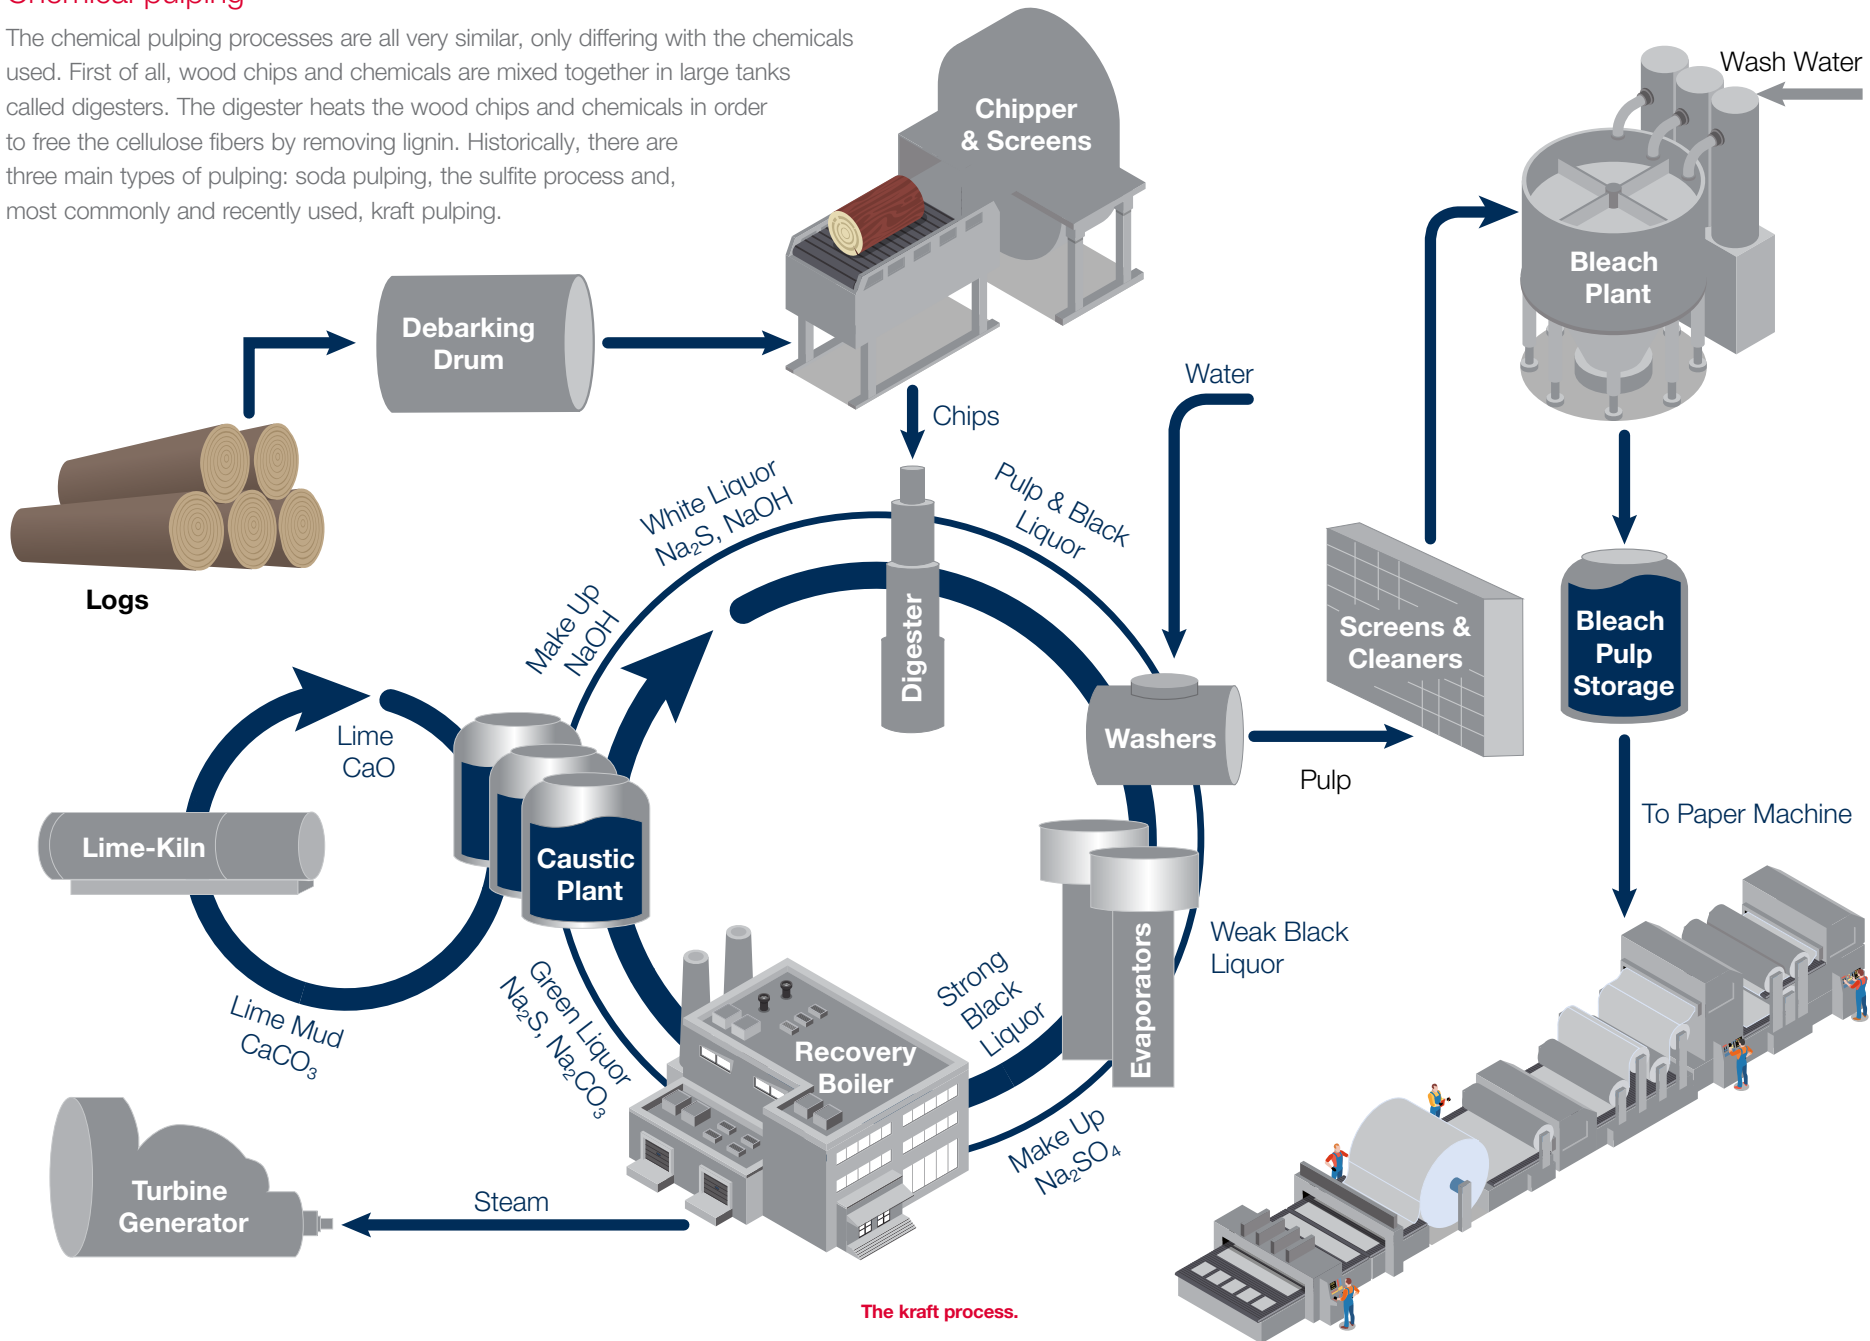 Chemical pulping
The chemical pulping processes are all very similar, only differing with the chemicals
used. First of all, wood chips and chemicals are mixed together in large tanks
called digesters. The digester heats the wood chips and chemicals in order
to free the cellulose fibers by removing lignin. Historically, there are
three main types of pulping: soda pulping, the sulfite process and,
most commonly and recently used, kraft pulping.
Chipper
& Screens
Wash Water
Bleach
Plant
Debarking
Drum
Water
Chips
Logs
White Liquor
Na₂S, NaOH
Pulp & Black
Liquor
Make Up
NaOH
Digester
Screens &
Cleaners
Bleach
Pulp
Storage
Lime
CaO
Washers
Pulp
To Paper Machine
Lime-Kiln
Caustic
Plant
Weak Black
Liquor
Evaporators
Strong
Black
Liquor
Green Liquor
Na₂S, Na₂CO₃
Lime Mud
CaCO₃
Recovery
Boiler
Make Up
Na₂SO₄
Turbine
Generator
Steam
The kraft process.